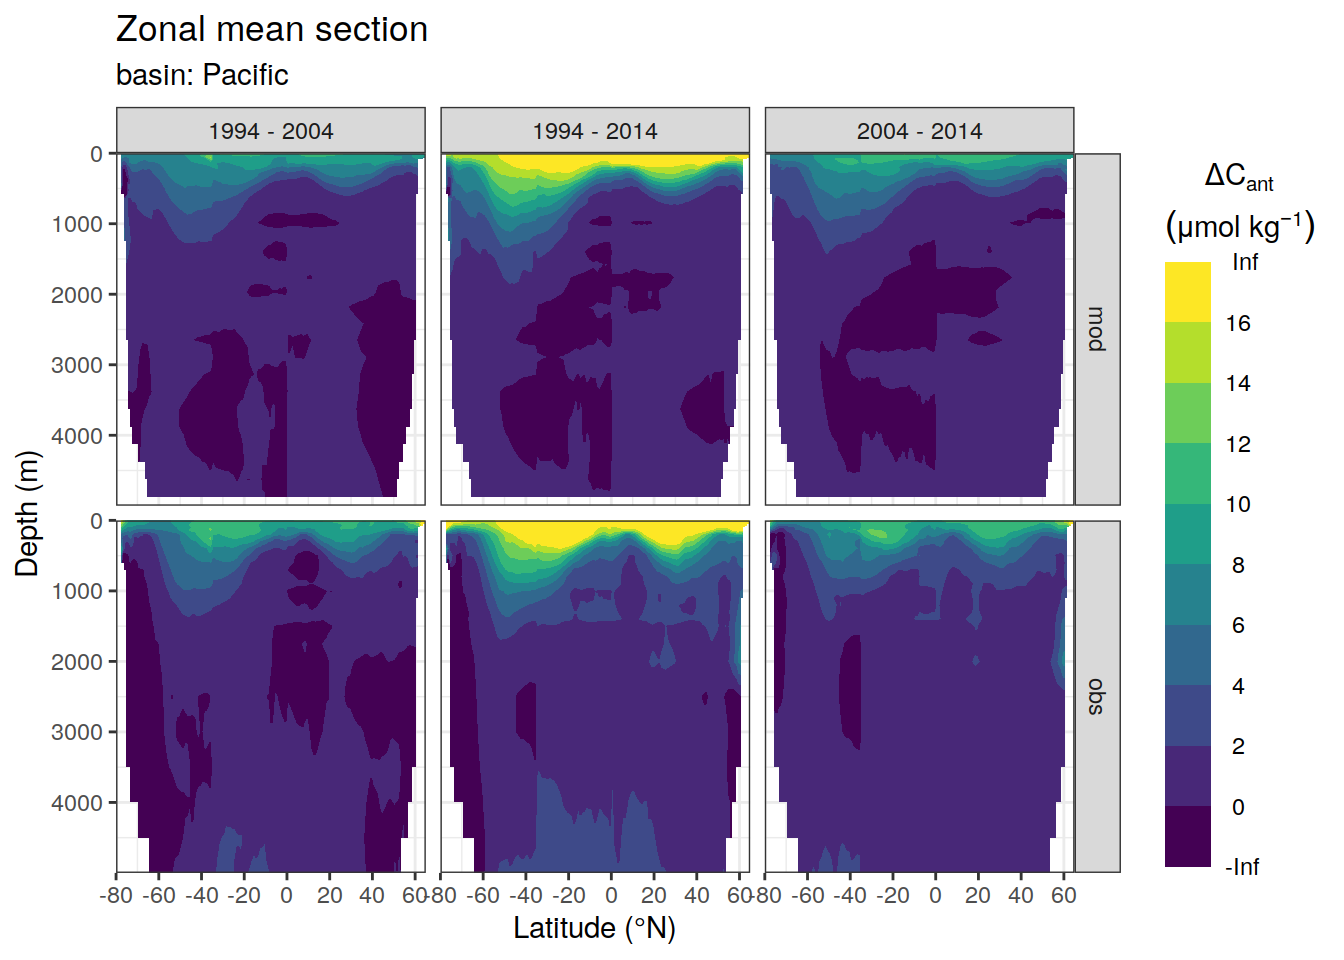 Zonal mean section
basin: Pacific
1994 - 2004
1994 - 2014
2004 - 2014
mod
obs
Depth (m)
0
1000
2000
3000
4000
0
1000
2000
3000
4000
-80 -60 -40 -20 0 20 40 60
-80 -60 -40 -20 0 20 40 60
-80 -60 -40 -20 0 20 40 60
Latitude (°N)
ΔCant
(μmol kg⁻¹)
Inf
16
14
12
10
8
6
4
2
0
-Inf